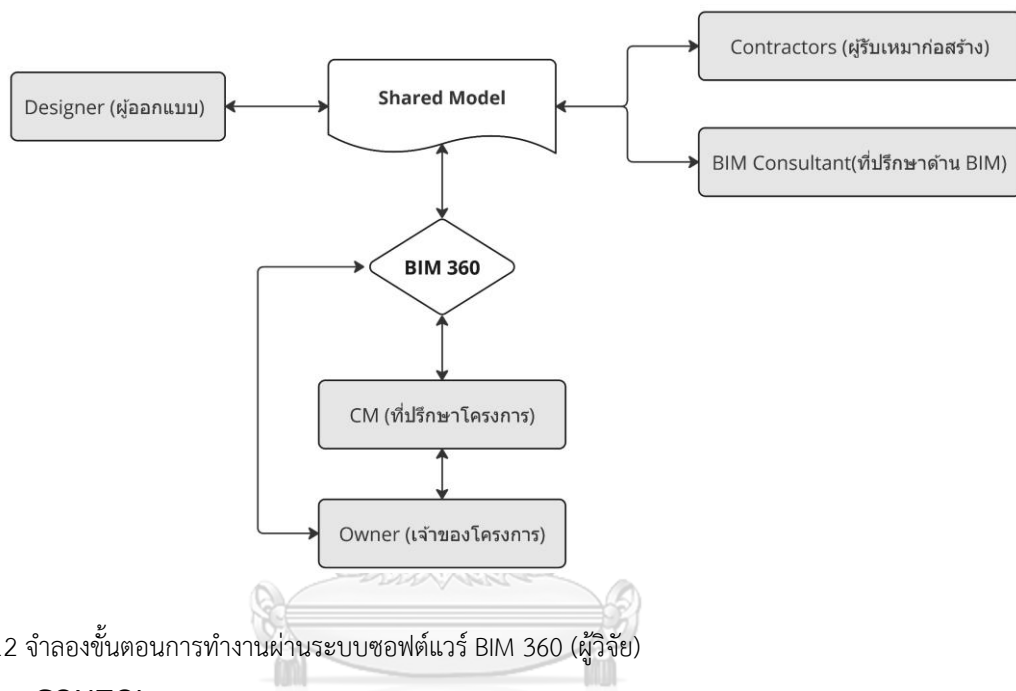 Contractors (ผู้รับเหมาก่อสร้าง)
Designer (ผู้ออกแบบ)
Shared Model
BIM Consultant(ที่ปรึกษาด้าน BIM)
BIM 360
CM (ที่ปรึกษาโครงการ)
Owner (เจ้าของโครงการ)
.2 จำลองขั้นตอนการทำงานผ่านระบบซอฟต์แวร์ BIM 360 (ผู้วิจัย)